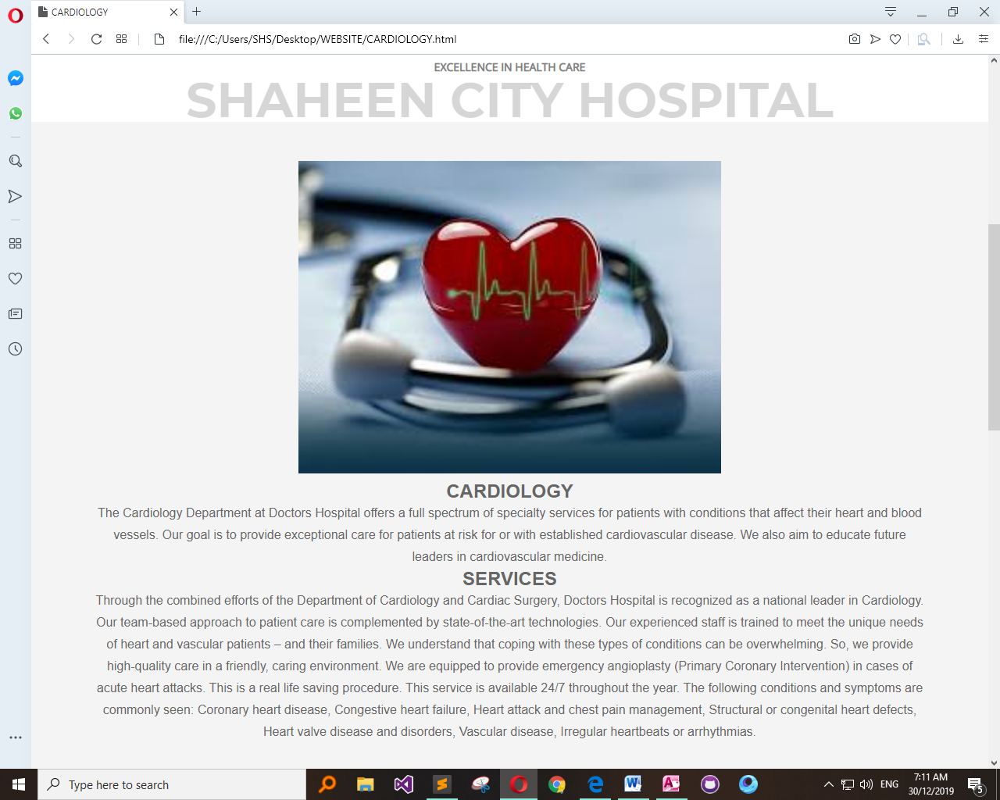 CARDIOLOGY
file:///C:/Users/SHS/Desktop/WEBSITE/CARDIOLOGY.html
EXCELLENCE IN HEALTH CARE
SHAHEEN CITY HOSPITAL
CARDIOLOGY
The Cardiology Department at Doctors Hospital offers a full spectrum of specialty services for patients with conditions that affect their heart and blood
vessels. Our goal is to provide exceptional care for patients at risk for or with established cardiovascular disease. We also aim to educate future
leaders in cardiovascular medicine.
SERVICES
Through the combined efforts of the Department of Cardiology and Cardiac Surgery, Doctors Hospital is recognized as a national leader in Cardiology.
Our team-based approach to patient care is complemented by state-of-the-art technologies. Our experienced staff is trained to meet the unique needs
of heart and vascular patients – and their families. We understand that coping with these types of conditions can be overwhelming. So, we provide
high-quality care in a friendly, caring environment. We are equipped to provide emergency angioplasty (Primary Coronary Intervention) in cases of
acute heart attacks. This is a real life saving procedure. This service is available 24/7 throughout the year. The following conditions and symptoms are
commonly seen: Coronary heart disease, Congestive heart failure, Heart attack and chest pain management, Structural or congenital heart defects,
Heart valve disease and disorders, Vascular disease, Irregular heartbeats or arrhythmias.
Type here to search
ENG
7:11 AM
30/12/2019
5